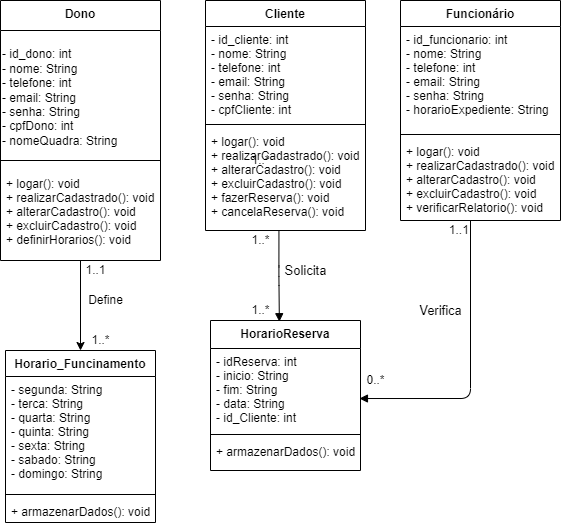 Dono
- id_dono: int
- nome: String
- telefone: int
- email: String
- senha: String
- cpfDono: int
- nomeQuadra: String
+ logar(): void
+ realizarCadastrado(): void
+ alterarCadastro(): void
+ excluirCadastro(): void
+ definirHorarios(): void
Cliente
- id_cliente: int
- nome: String
- telefone: int
- email: String
- senha: String
- cpfCliente: int
+ logar(): void
+ realizarGadastrado(): void
+ alterarCadastro(): void
+ excluirCadastro(): void
+ fazerReserva(): void
+ cancelaReserva(): void
Funcionário
- id_funcionario: int
- nome: String
- telefone: int
- email: String
- senha: String
- horarioExpediente: String
+ logar(): void
+ realizarCadastrado(): void
+ alterarCadastro(): void
+ excluirCadastro(): void
+ verificarRelatorio(): void
1..1
Define
1..*
1..*
Solicita
1..*
1..1
Verifica
0..*
Horario_Funcinamento
- segunda: String
- terca: String
- quarta: String
- quinta: String
- sexta: String
- sabado: String
- domingo: String
+ armazenarDados(): void
HorarioReserva
- idReserva: int
- inicio: String
- fim: String
- data: String
- id_Cliente: int
+ armazenarDados(): void